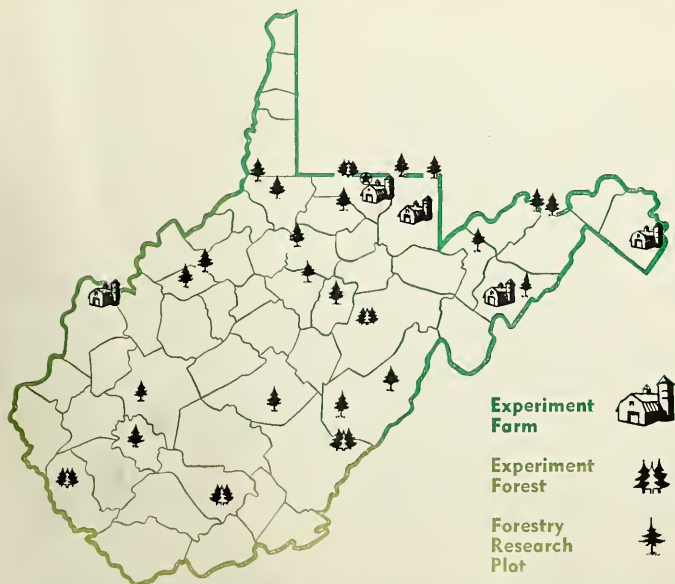 Experiment
Farm
Experiment
Forest
Forestry
Research
Plot